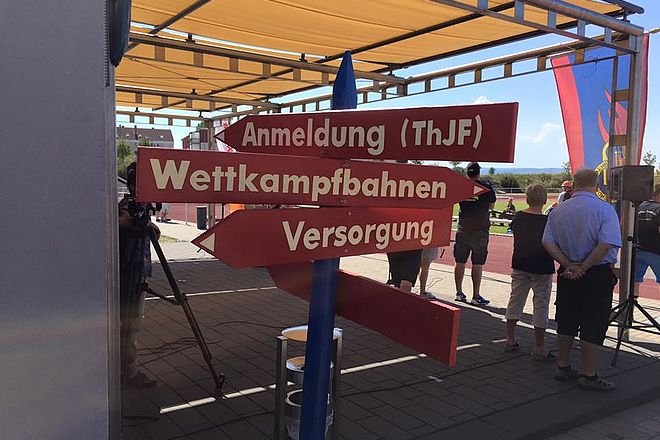 Anmeldung (ThJF)
Wettkampfbahnen
Versorgung